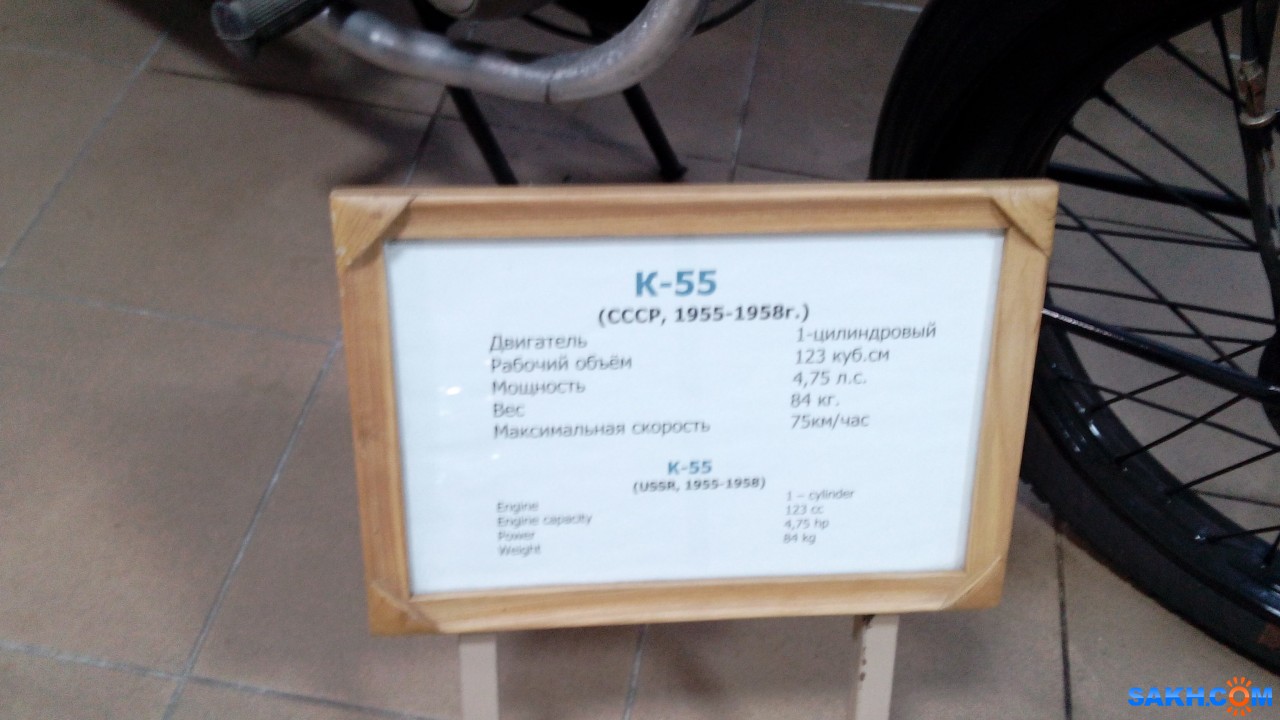 К-55
(СССР, 1955-1958г.)
Двигатель 1-цилиндровый
Рабочий объём 123 куб.см
Мощность 4,75 л.с.
Вес 84 кг.
Максимальная скорость 75км/час
К-55
(USSR, 1955-1958)
Engine 1 – cylinder
Engine capacity 123 cc
Power 4,75 hp
Weight 84 kg
SAKH.COM